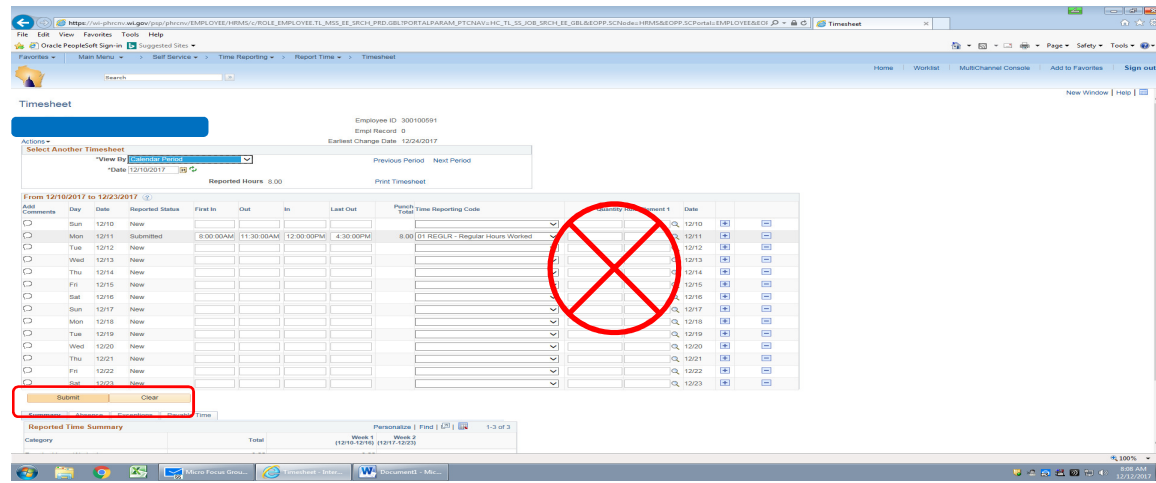 https://wi-phrcnv.wi.gov/psp/phrcnv/EMPLOYEE/HRMS/c/ROLE_EMPLOYEE.TL_MSS_EE_SRCH_PRD.GBL?PORTALPARAM_PTCNAV=HC_TL_SS_JOB_SRCH_EE_GBL&EOPP.SCNode=HRMS&EOPP.SCPortal=EMPLOYEE&EOI Timesheet
File Edit View Favorites Tools Help
Oracle PeopleSoft Sign-in Suggested Sites Page Safety Tools
Favorites Main Menu > Self Service > Time Reporting > Report Time > Timesheet
Home Worklist MultiChannel Console Add to Favorites Sign out
Search
New Window | Help |
Timesheet
Employee ID 300100591
Empl Record 0
Actions Earliest Change Date 12/24/2017
Select Another Timesheet
*View By Calendar Period Previous Period Next Period
*Date 12/10/2017
Reported Hours 8.00 Print Timesheet
From 12/10/2017 to 12/23/2017
Add Comments Day Date Reported Status First In Out In Last Out Punch Total Time Reporting Code Quantity 1 Date
Sun 12/10 New 12/10
Mon 12/11 Submitted 8:00:00AM 11:30:00AM 12:00:00PM 4:30:00PM 8.00 01 REGLR - Regular Hours Worked 12/11
Tue 12/12 New 12/12
Wed 12/13 New 12/13
Thu 12/14 New 12/14
Fri 12/15 New 12/15
Sat 12/16 New 12/16
Sun 12/17 New 12/17
Mon 12/18 New 12/18
Tue 12/19 New 12/19
Wed 12/20 New 12/20
Thu 12/21 New 12/21
Fri 12/22 New 12/22
Sat 12/23 New 12/23
Submit Clear
Summary Absence Exceptions Payable Time
Reported Time Summary Personalize | Find | 1-3 of 3
Category Total Week 1 (12/10-12/16) Week 2 (12/17-12/23)
100%
Micro Focus Grou... Timesheet - Inter... Document1 - Mic...
8:08 AM
12/12/2017